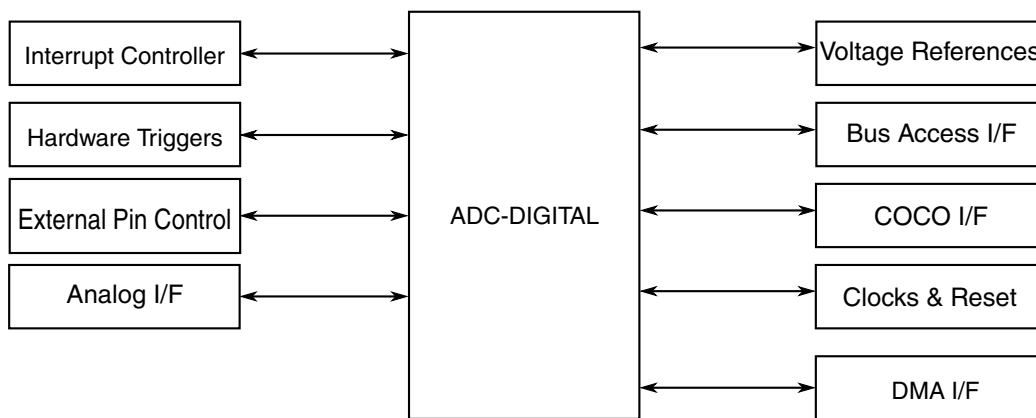 Interrupt Controller
Hardware Triggers
External Pin Control
Analog I/F
ADC-DIGITAL
Voltage References
Bus Access I/F
COCO I/F
Clocks & Reset
DMA I/F